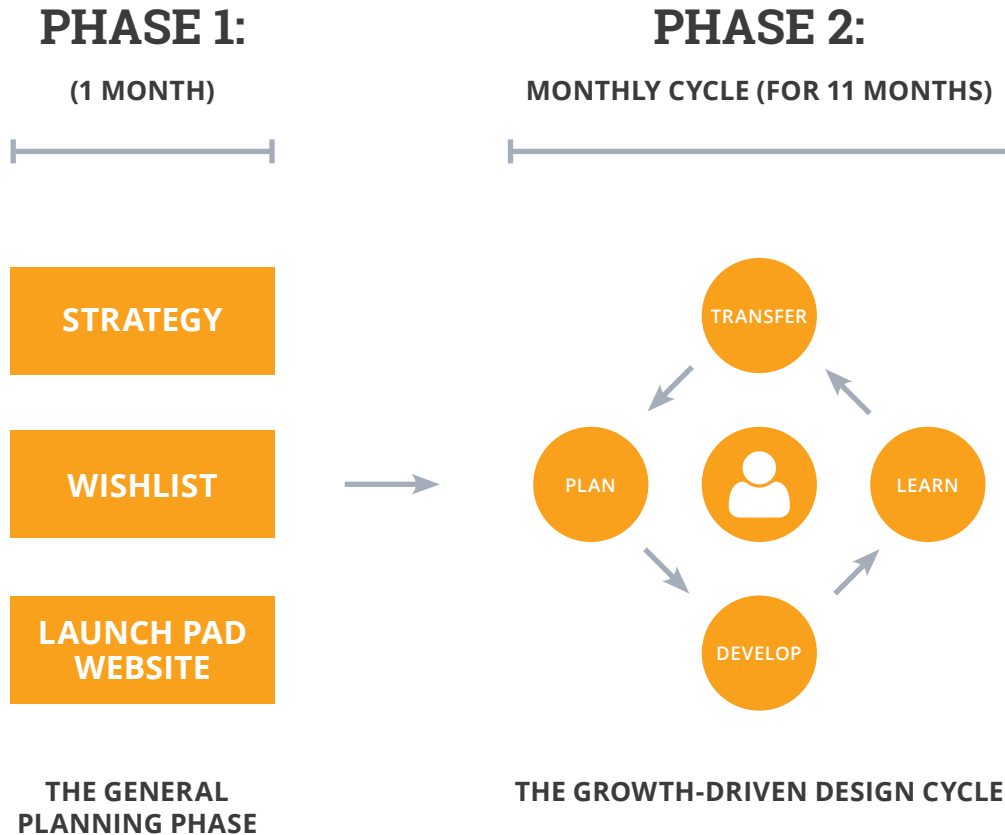 PHASE 1:
(1 MONTH)
STRATEGY
WISHLIST
LAUNCH PAD
WEBSITE
THE GENERAL
PLANNING PHASE
PHASE 2:
MONTHLY CYCLE (FOR 11 MONTHS)
TRANSFER
PLAN
LEARN
DEVELOP
THE GROWTH-DRIVEN DESIGN CYCLE